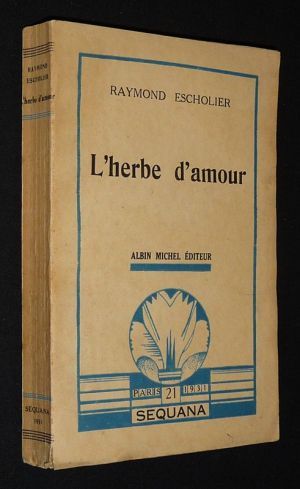 RAYMOND ESCHOLIER
L'herbe d'amour
ALBIN MICHEL ÉDITEUR
PARIS 21 1931
SEQUANA
RAYMOND
ESCHOLIER
L'herbe d'amour
SEQUANA
1931